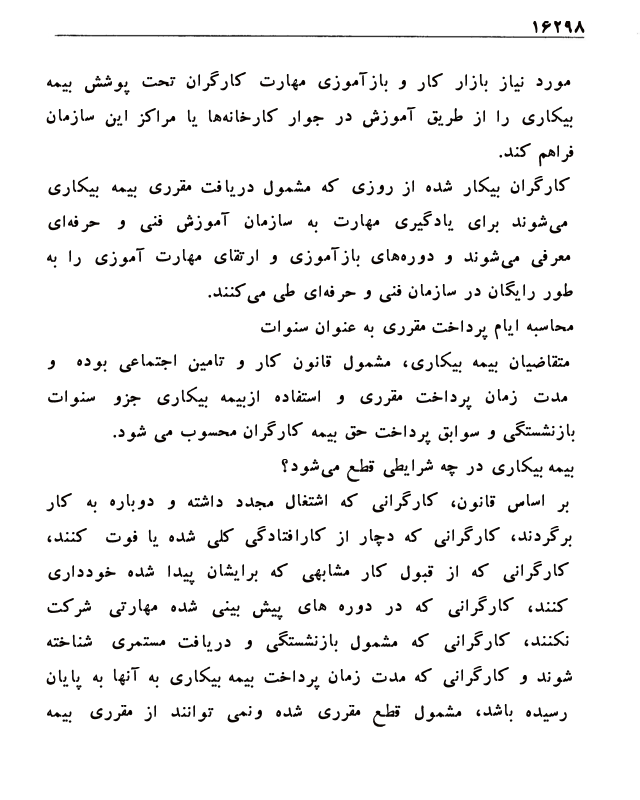 ۱۶۲۹۸
مورد نیاز بازار کار و بازآموزی مهارت کارگران تحت پوشش بیمه
بیکاری را از طریق آموزش در جوار کارخانه‌ها یا مراکز این سازمان
فراهم کند.
کارگران بیکار شده از روزی که مشمول دریافت مقرری بیمه بیکاری
می‌شوند برای یادگیری مهارت به سازمان آموزش فنی و حرفه‌ای
معرفی می‌شوند و دوره‌های بازآموزی و ارتقای مهارت آموزی را به
طور رایگان در سازمان فنی و حرفه‌ای طی می‌کنند.
محاسبه ایام پرداخت مقرری به عنوان سنوات
متقاضیان بیمه بیکاری، مشمول قانون کار و تامین اجتماعی بوده و
مدت زمان پرداخت مقرری و استفاده ازبیمه بیکاری جزو سنوات
بازنشستگی و سوابق پرداخت حق بیمه کارگران محسوب می شود.
بیمه بیکاری در چه شرایطی قطع می‌شود؟
بر اساس قانون، کارگرانی که اشتغال مجدد داشته و دوباره به کار
برگردند، کارگرانی که دچار از کارافتادگی کلی شده یا فوت کنند،
کارگرانی که از قبول کار مشابهی که برایشان پیدا شده خودداری
کنند، کارگرانی که در دوره های پیش بینی شده مهارتی شرکت
نکنند، کارگرانی که مشمول بازنشستگی و دریافت مستمری شناخته
شوند و کارگرانی که مدت زمان پرداخت بیمه بیکاری به آنها به پایان
رسیده باشد، مشمول قطع مقرری شده ونمی توانند از مقرری بیمه